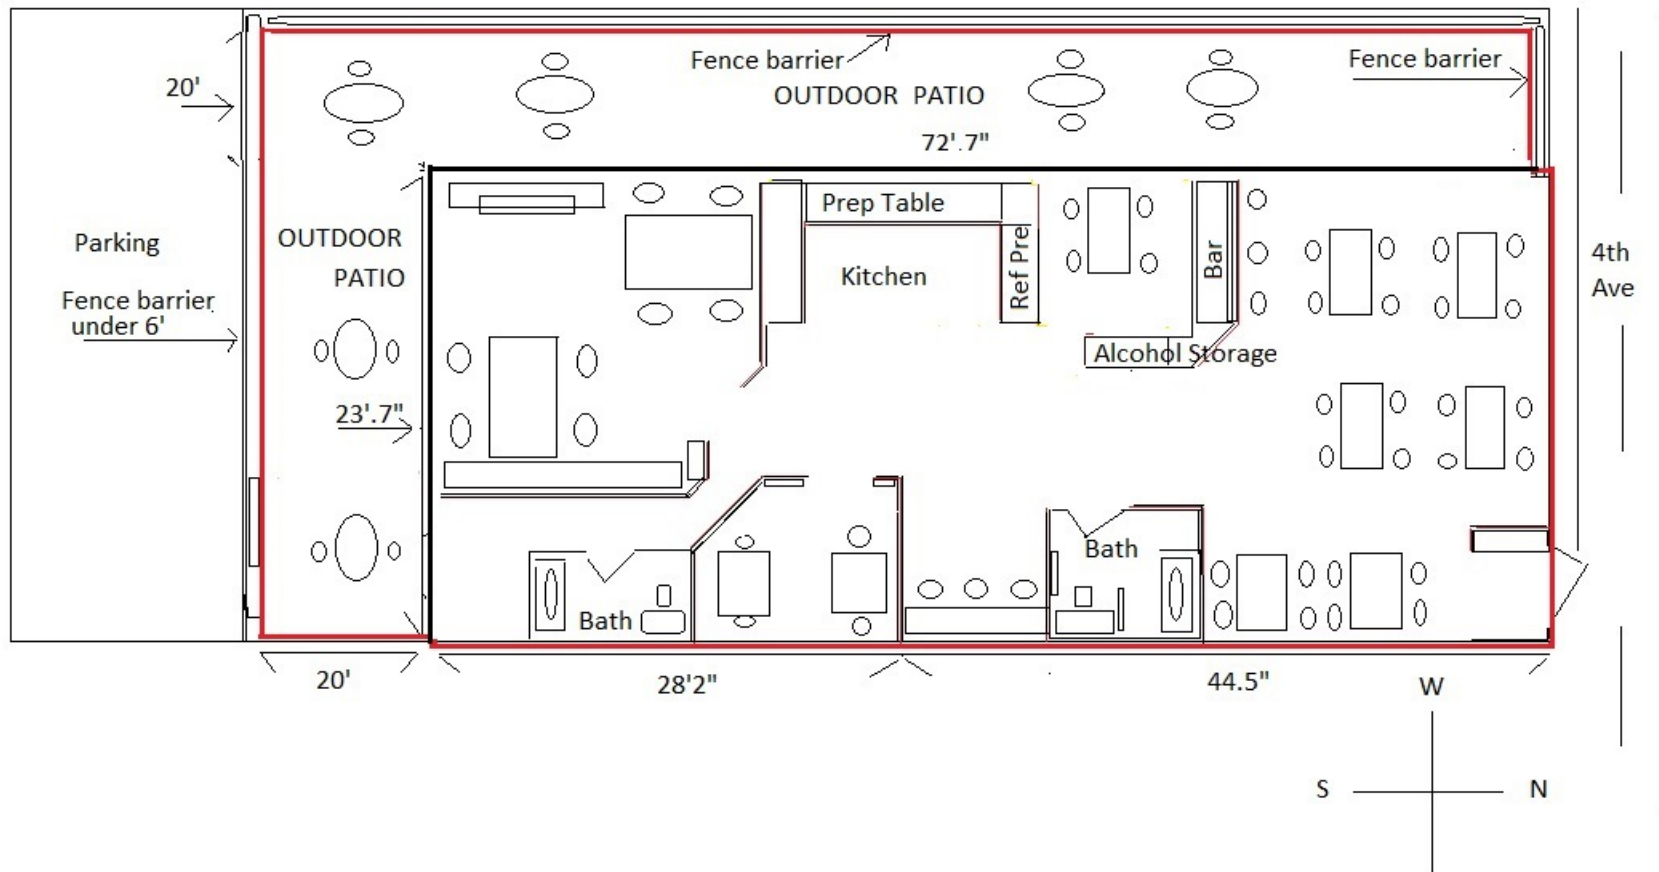 Fence barrier
Fence barrier
20'
OUTDOOR PATIO
72'.7"
Prep Table
Parking
OUTDOOR
PATIO
Ref Pre
Bar
Kitchen
4th
Ave
Fence barrier
under 6'
Alcohol Storage
23'.7"
Bath
Bath
20'
28'2"
44.5"
W
S
N